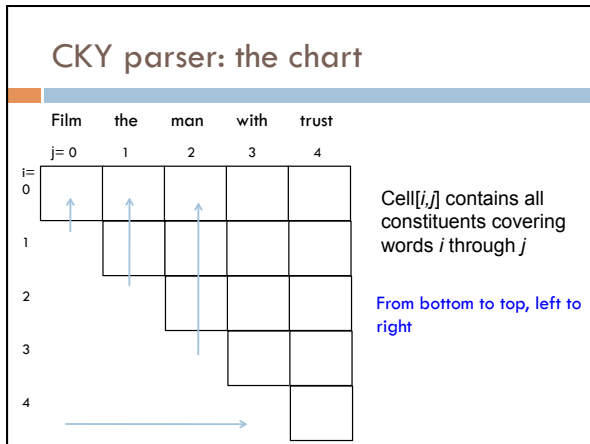 CKY parser: the chart
Film the man with trust
j= 0 1 2 3 4
i=
0
1
2
3
4
Cell[i,j] contains all
constituents covering
words i through j
From bottom to top, left to
right